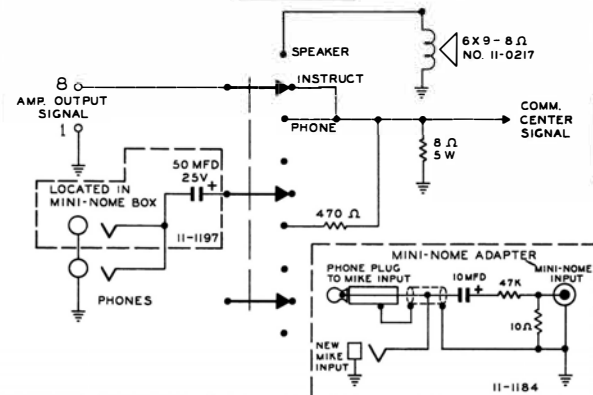 SPEAKER
6X9-8Ω
NO. 11-0217
8
INSTRUCT
AMP. OUTPUT
SIGNAL
COMM.
CENTER
SIGNAL
PHONE
1
8Ω
5W
50 MFD
25V
+
LOCATED IN
MINI-NOME BOX
470 Ω
11-1197
MINI-NOME ADAPTER
PHONE PLUG
TO MIKE INPUT
10MFD
+
47K
MINI-NOME
INPUT
PHONES
10Ω
NEW
MIKE
INPUT
11-1184